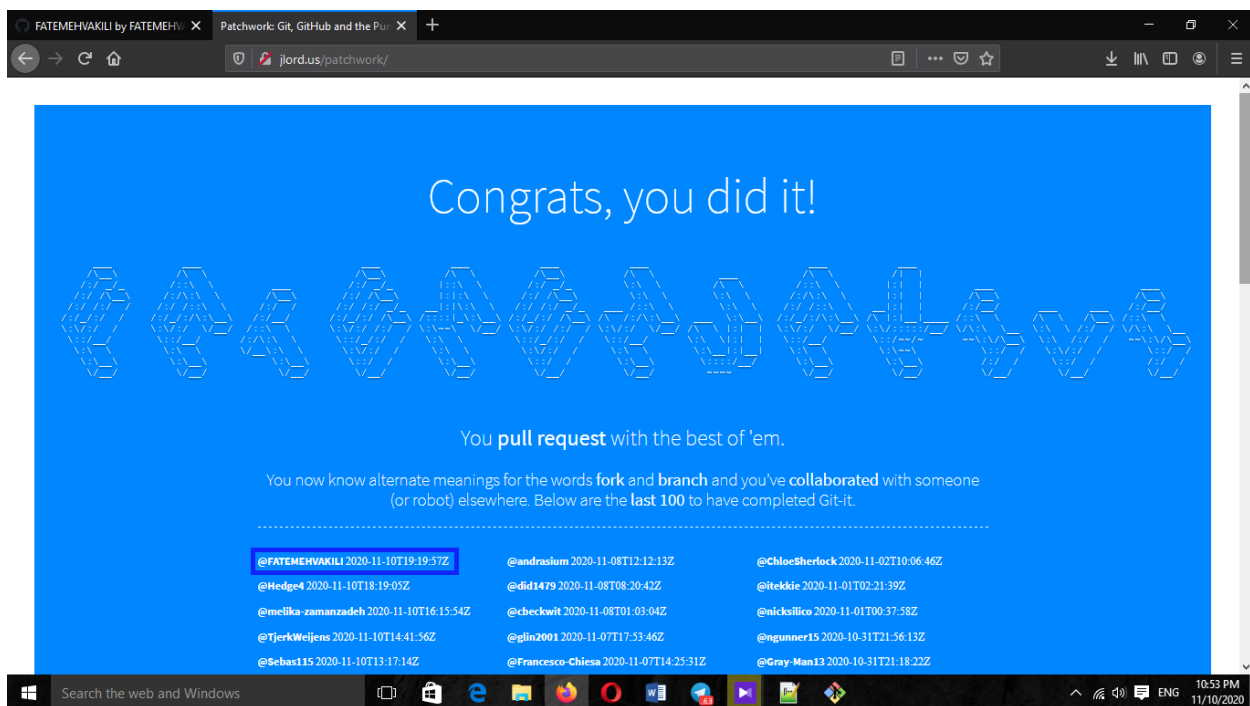 FATEMEHVAKILI by FATEMEHV
Patchwork: Git, GitHub and the Pur
jlord.us/patchwork/
Congrats, you did it!
You pull request with the best of 'em.
You now know alternate meanings for the words fork and branch and you've collaborated with someone
(or robot) elsewhere. Below are the last 100 to have completed Git-it.
@FATEMEHVAKILI 2020-11-10T19:19:57Z
@andrasium 2020-11-08T12:12:13Z
@ChloeSherlock 2020-11-02T10:06:46Z
@Hedge4 2020-11-10T18:19:05Z
@did1479 2020-11-08T08:20:42Z
@itekkie 2020-11-01T02:21:39Z
@melika-zamanzadeh 2020-11-10T16:15:54Z
@cbeckwit 2020-11-08T01:03:04Z
@nicksilico 2020-11-01T00:37:58Z
@TjerkWeijens 2020-11-10T14:41:56Z
@glin2001 2020-11-07T17:53:46Z
@ngunner15 2020-10-31T21:56:13Z
@Sebas115 2020-11-10T13:17:14Z
@Francesco-Chiesa 2020-11-07T14:25:31Z
@Gray-Man13 2020-10-31T21:18:22Z
Search the web and Windows
63
ENG
10:53 PM
11/10/2020